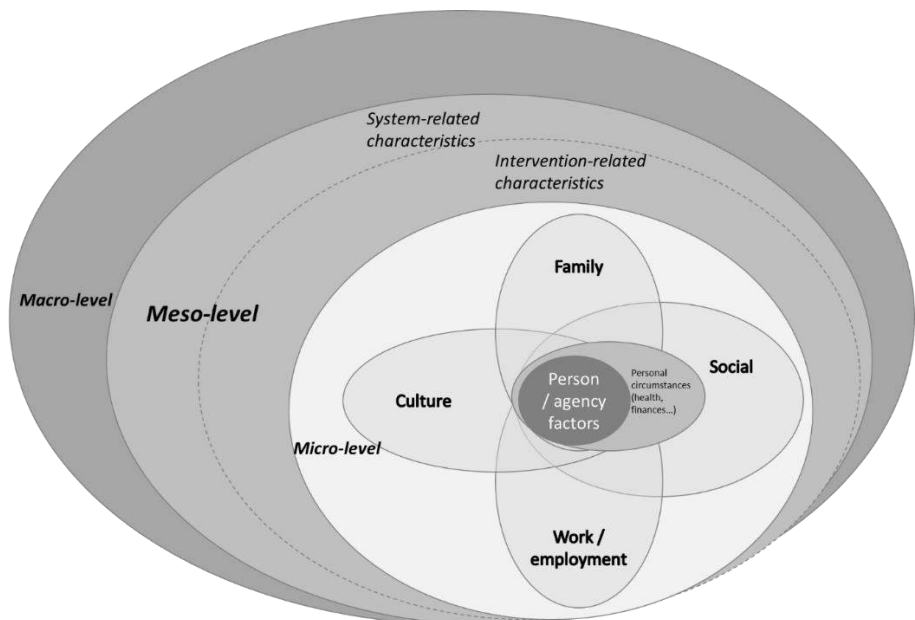 System-related
characteristics
Intervention-related
characteristics
Family
Macro-level
Meso-level
Social
Person
/ agency
factors
Personal
circumstances
(health,
finances...)
Culture
Micro-level
Work /
employment